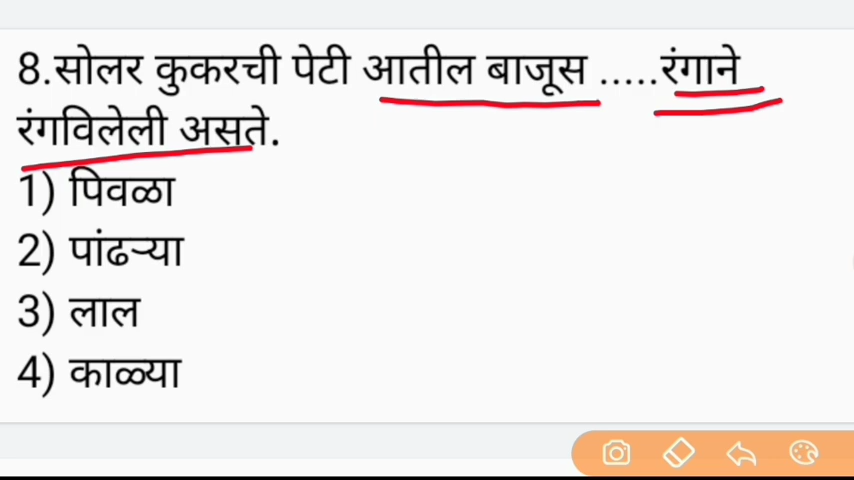 8.सोलर कुकरची पेटी आतील बाजूस .....रंगाने
रंगविलेली असते.
1) पिवळा
2) पांढऱ्या
3) लाल
4) काळ्या